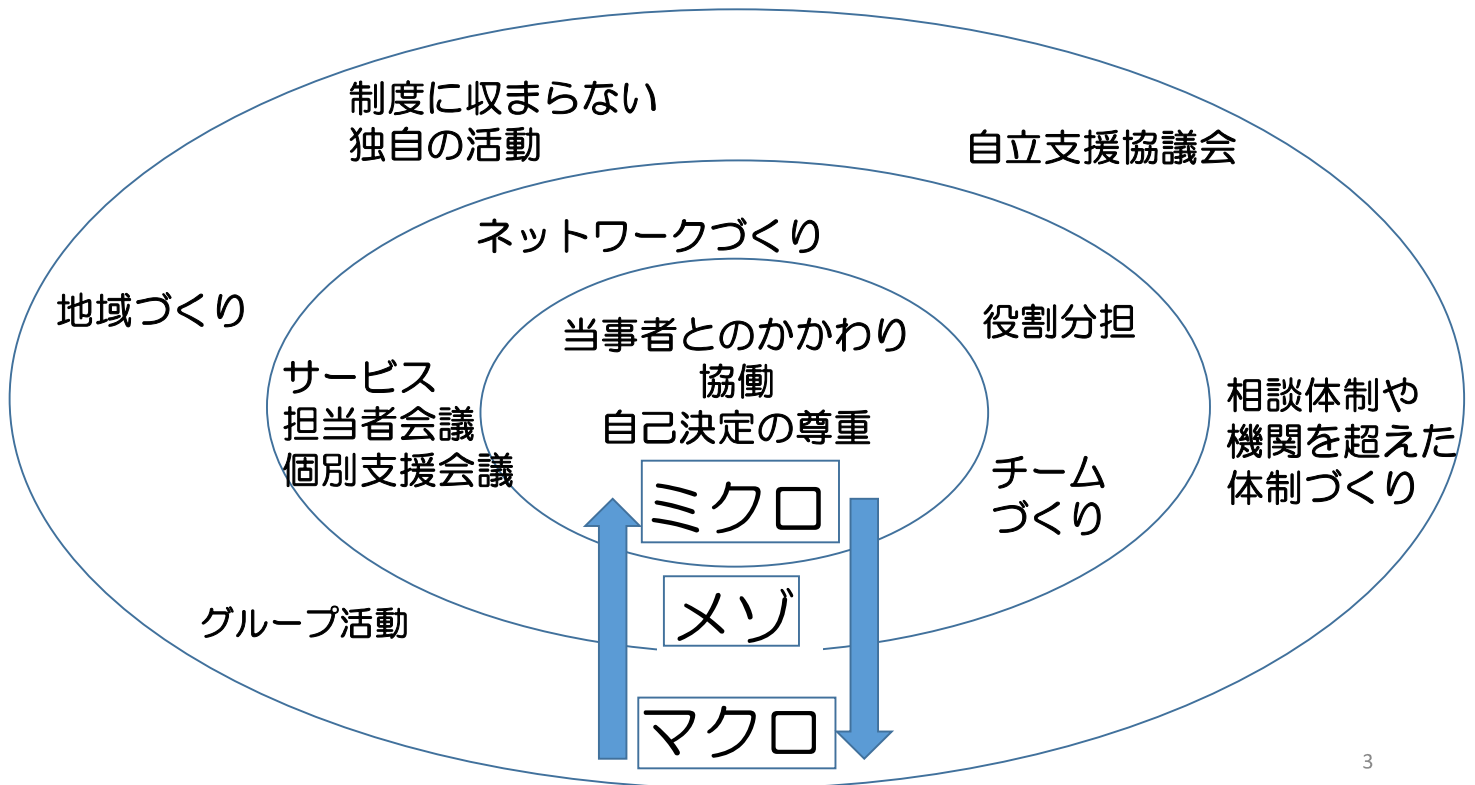 制度に収まらない
独自の活動
自立支援協議会
ネットワークづくり
地域づくり
役割分担
当事者とのかかわり
協働
自己決定の尊重
サービス
担当者会議
個別支援会議
相談体制や
機関を超えた
体制づくり
チーム
づくり
ミクロ
メゾ
グループ活動
マクロ
3